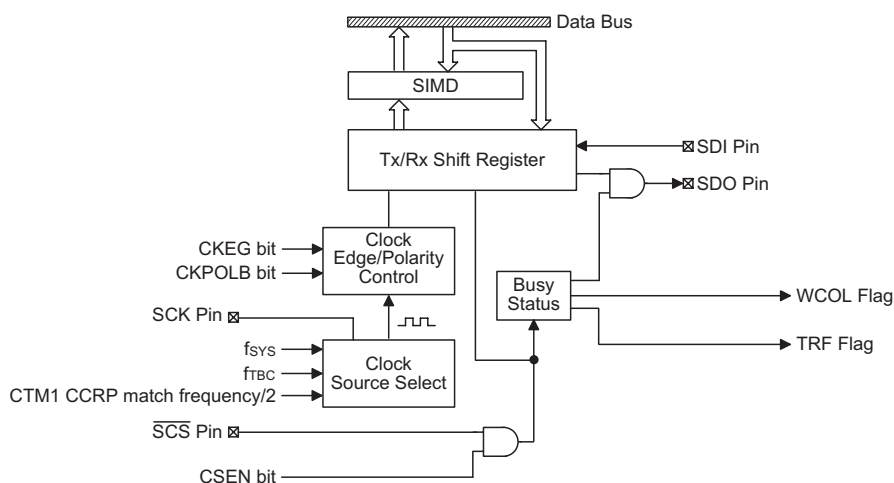 Data Bus
SIMD
Tx/Rx Shift Register
SDI Pin
SDO Pin
CKEG bit
CKPOLB bit
Clock
Edge/Polarity
Control
Busy
Status
WCOL Flag
TRF Flag
SCK Pin
fSYS
fTBC
CTM1 CCRP match frequency/2
Clock
Source Select
SCS Pin
CSEN bit